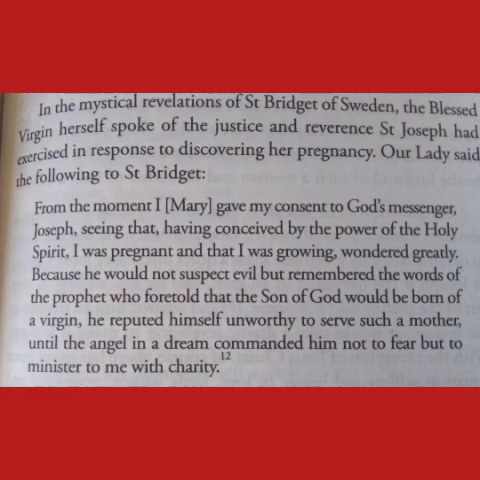 In the mystical revelations of St Bridget of Sweden, the Blessed
Virgin herself spoke of the justice and reverence St Joseph had
exercised in response to discovering her pregnancy. Our Lady said
the following to St Bridget:
From the moment I [Mary] gave my consent to God's messenger,
Joseph, seeing that, having conceived by the power of the Holy
Spirit, I was pregnant and that I was growing, wondered greatly.
Because he would not suspect evil but remembered the words of
the prophet who foretold that the Son of God would be born of
a virgin, he reputed himself unworthy to serve such a mother,
until the angel in a dream commanded him not to fear but to
minister to me with charity.12